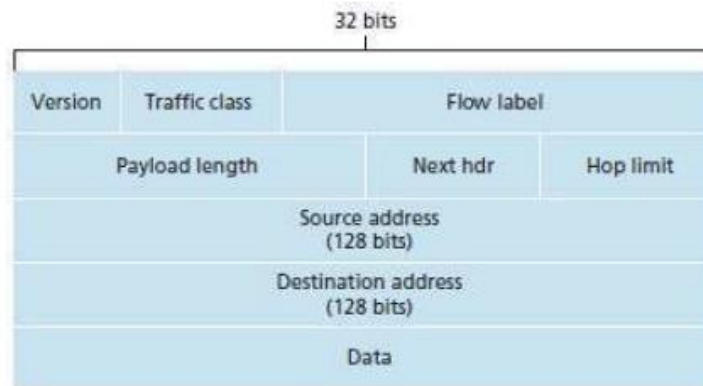 32 bits
Version Traffic class Flow label
Payload length Next hdr Hop limit
Source address
(128 bits)
Destination address
(128 bits)
Data